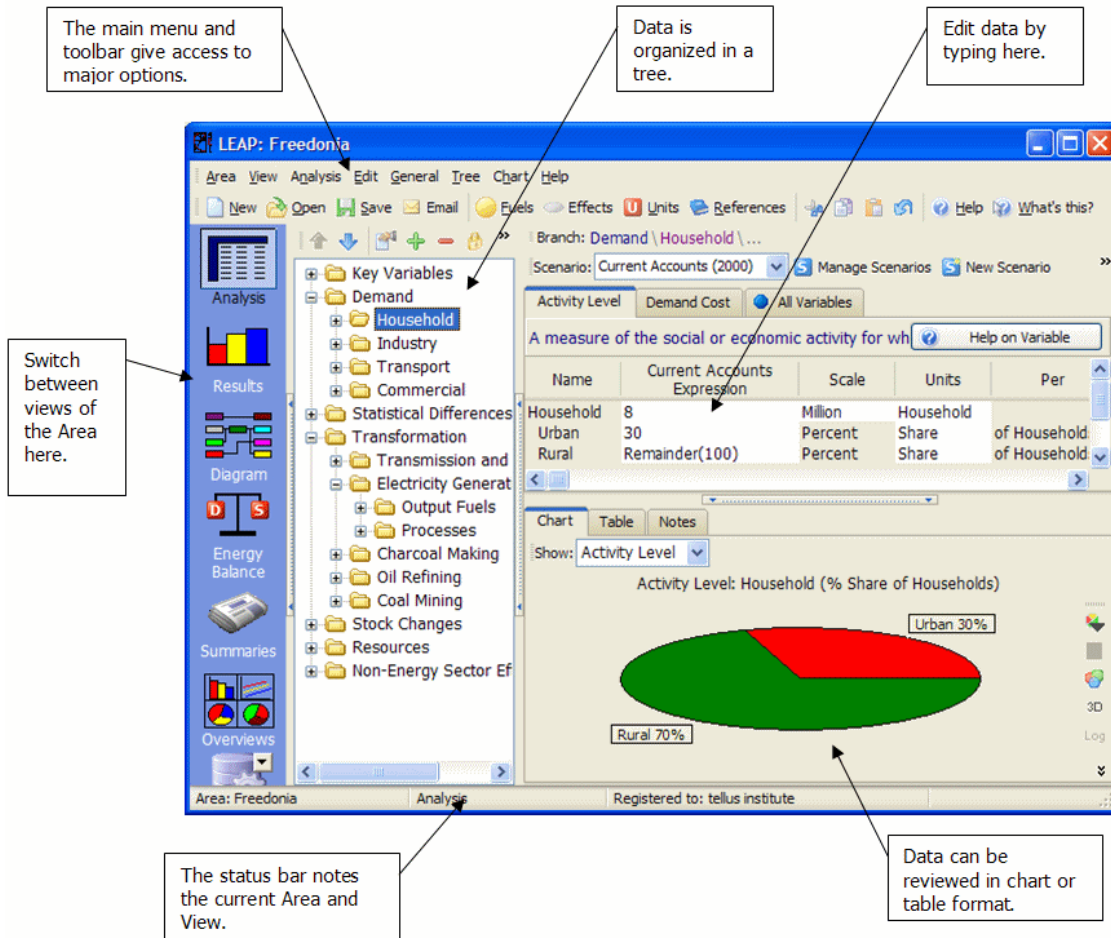 The main menu and
toolbar give access to
major options.
Data is
organized in a
tree.
Edit data by
typing here.
LEAP: Freedonia
Area View Analysis Edit General Tree Chart Help
New Open Save Email Fuels Effects Units References Help What's this?
Branch: Demand \ Household \ ...
Scenario: Current Accounts (2000) Manage Scenarios New Scenario
Activity Level Demand Cost All Variables
A measure of the social or economic activity for wh Help on Variable
Name Current Accounts Expression Scale Units Per
Household 8 Million Household
Urban 30 Percent Share of Household
Rural Remainder(100) Percent Share of Household
Key Variables
Demand
Household
Industry
Transport
Commercial
Statistical Differences
Transformation
Transmission and
Electricity Generat
Output Fuels
Processes
Charcoal Making
Oil Refining
Coal Mining
Stock Changes
Resources
Non-Energy Sector Ef
Analysis
Results
Diagram
D S
Energy
Balance
Summaries
Overviews
Switch
between
views of
the Area
here.
Chart Table Notes
Show: Activity Level
Activity Level: Household (% Share of Households)
Urban 30%
Rural 70%
3D
Log
Area: Freedonia Analysis Registered to: tellus institute
The status bar notes
the current Area and
View.
Data can be
reviewed in chart or
table format.